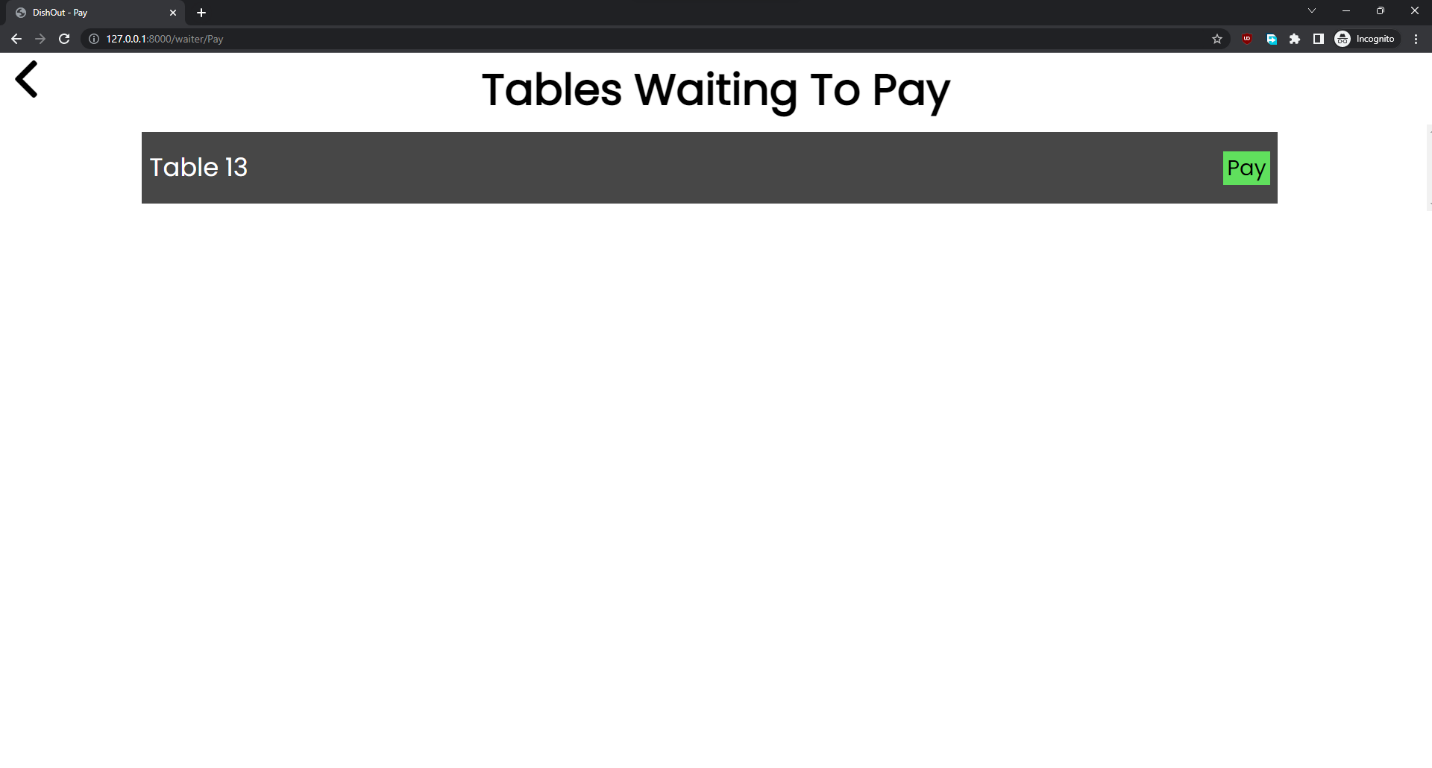 DishOut - Pay
127.0.0.1:8000/waiter/Pay
Incognito
Tables Waiting To Pay
Table 13
Pay